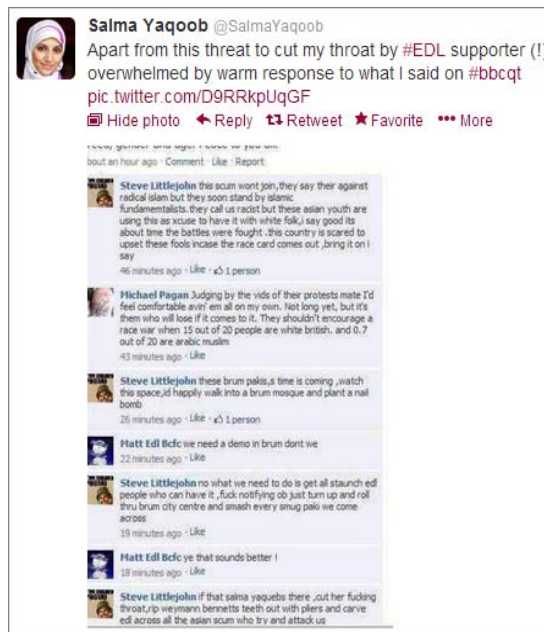 Salma Yaqoob @SalmaYaqoob
Apart from this threat to cut my throat by #EDL supporter (!)
overwhelmed by warm response to what I said on #bbcqt
pic.twitter.com/D9RRkpUqGF
Hide photo Reply Retweet Favorite More
bout an hour ago · Comment · Like · Report
Steve Littlejohn this scum wont join,they say their against
radical islam but they soon stand by islamic
fundamemtalists. they call us racist but these asian youth are
using this as xcuse to have it with white folk,i say good its
about time the battles were fought .this country is scared to
upset these fools incase the race card comes out ,bring it on i
say
46 minutes ago · Like · 1 person
Michael Pagan Judging by the vids of their protests mate I'd
feel comfortable avin' em all on my own. Not long yet, but it's
them who will lose if it comes to it. They shouldn't encourage a
race war when 15 out of 20 people are white british. and 0.7
out of 20 are arabic muslim
43 minutes ago · Like
Steve Littlejohn these brum pakis,s time is coming ,watch
this space,id happily walk into a brum mosque and plant a nail
bomb
26 minutes ago · Like · 1 person
Matt Edl Bcfc we need a demo in brum dont we
22 minutes ago · Like
Steve Littlejohn no what we need to do is get all staunch edl
people who can have it ,fuck notifying ob just turn up and roll
thru brum city centre and smash every smug paki we come
across
19 minutes ago · Like
Matt Edl Bcfc ye that sounds better !
18 minutes ago · Like
Steve Littlejohn if that salma yaquebs there ,cut her fucking
throat,rip weymann bennetts teeth out with pliers and carve
edl across all the asian scum who try and attack us